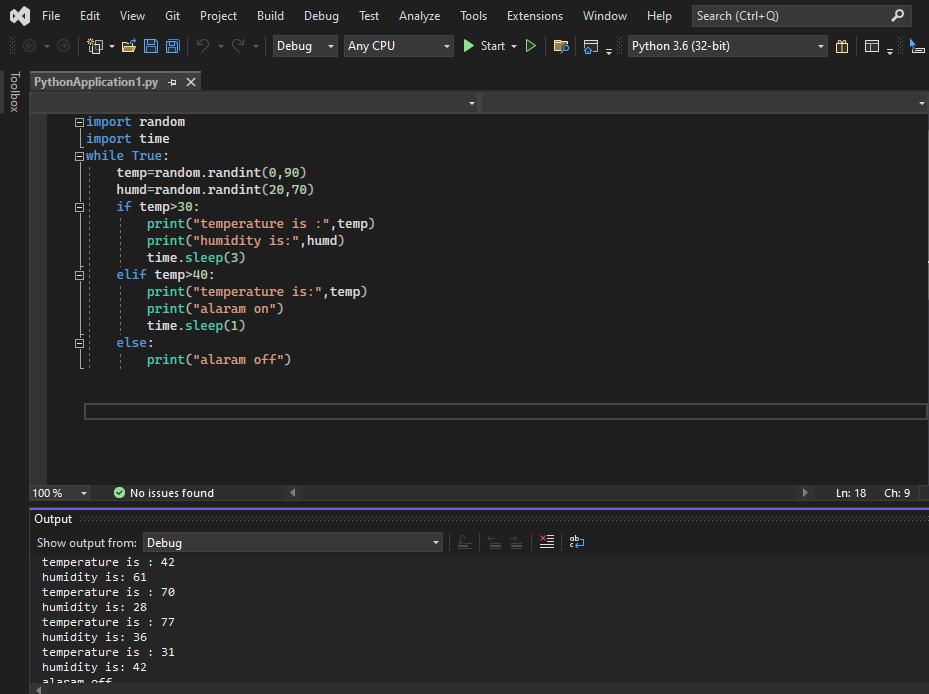 File Edit View Git Project Build Debug Test Analyze Tools Extensions Window Help Search (Ctrl+Q)
Debug Any CPU Start Python 3.6 (32-bit)
Toolbox
PythonApplication1.py
import random
import time
while True:
temp=random.randint(0,90)
humd=random.randint(20,70)
if temp>30:
print("temperature is :",temp)
print("humidity is:",humd)
time.sleep(3)
elif temp>40:
print("temperature is:",temp)
print("alaram on")
time.sleep(1)
else:
print("alaram off")
100 % No issues found Ln: 18 Ch: 9
Output
Show output from: Debug
temperature is : 42
humidity is: 61
temperature is : 70
humidity is: 28
temperature is : 77
humidity is: 36
temperature is : 31
humidity is: 42
alaram off